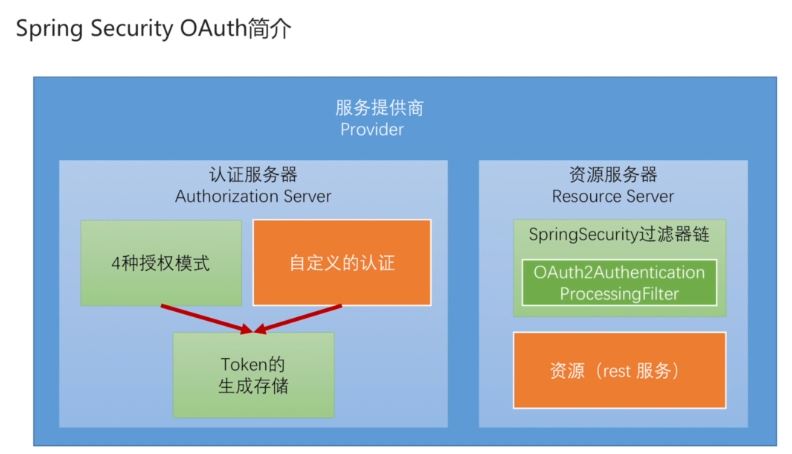 Spring Security OAuth简介
服务提供商
Provider
认证服务器
Authorization Server
4种授权模式
自定义的认证
Token的
生成存储
资源服务器
Resource Server
SpringSecurity过滤器链
OAuth2Authentication
ProcessingFilter
资源（rest 服务）